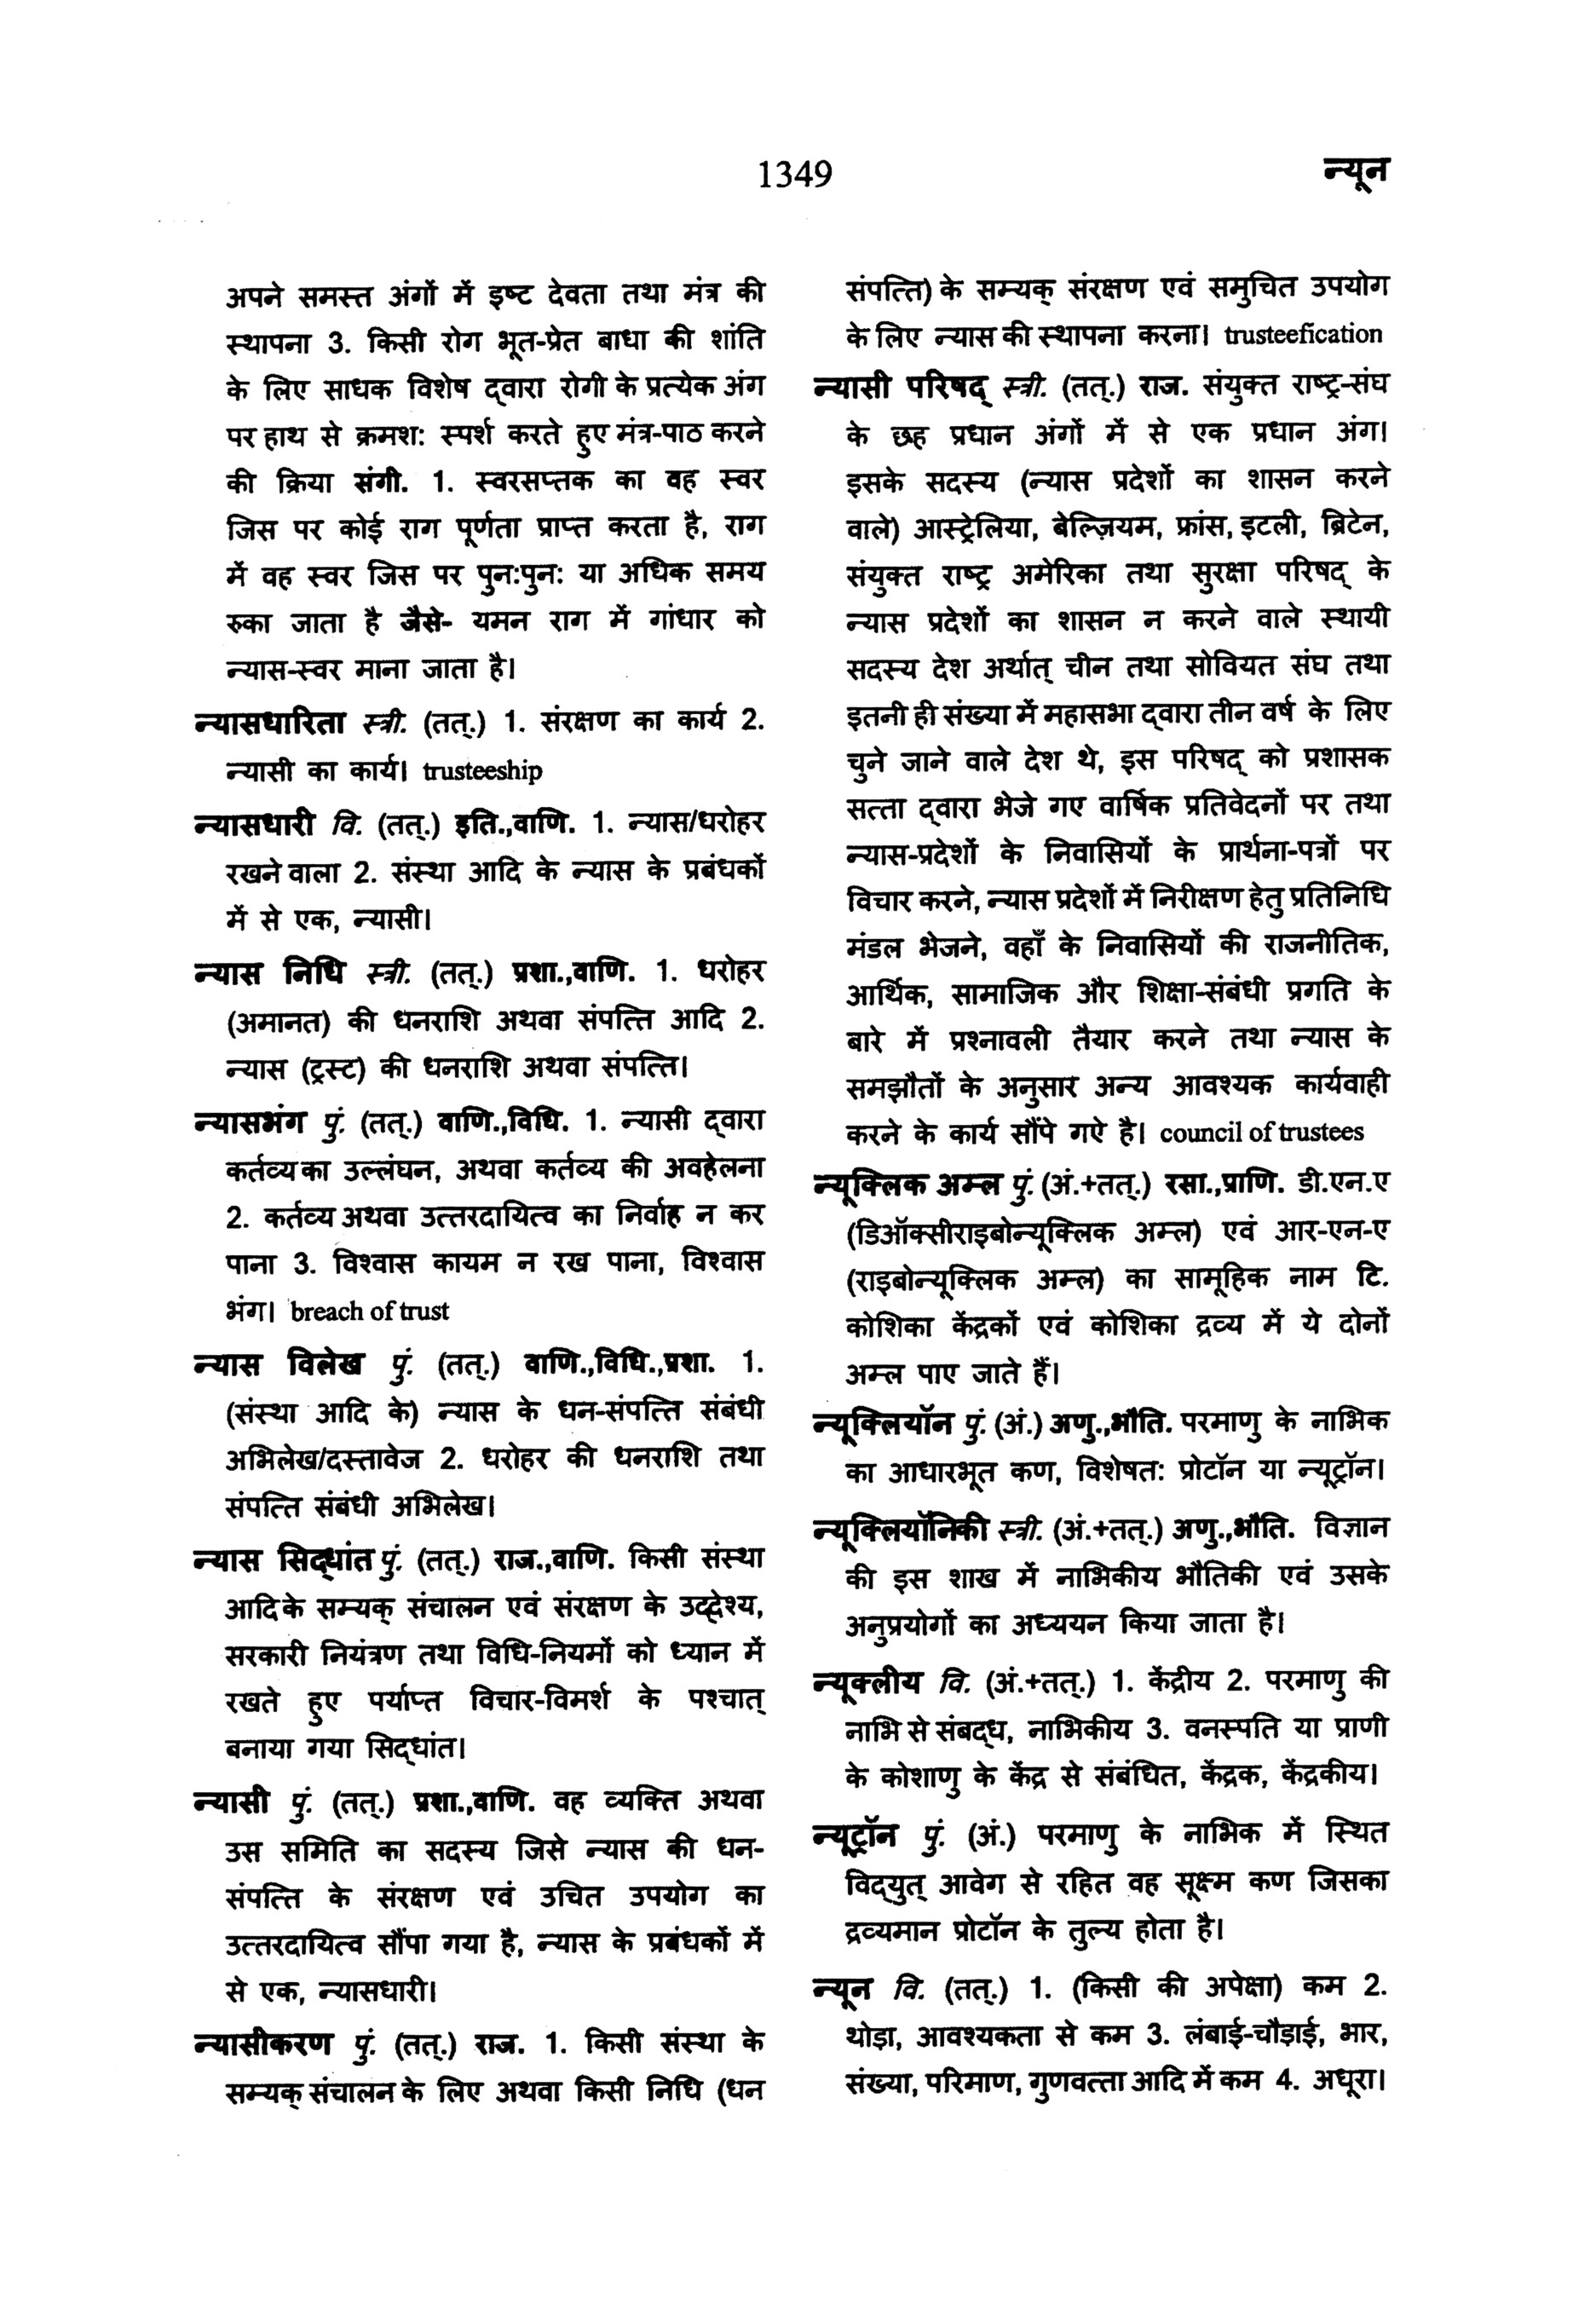 1349
न्यून
अपने समस्त अंगों में इष्ट देवता तथा मंत्र की
स्थापना 3. किसी रोग भूत-प्रेत बाधा की शांति
के लिए साधक विशेष द्वारा रोगी के प्रत्येक अंग
पर हाथ से क्रमश: स्पर्श करते हुए मंत्र-पाठ करने
की क्रिया संगी. 1. स्वरसप्तक का वह स्वर
जिस पर कोई राग पूर्णता प्राप्त करता है, राग
में वह स्वर जिस पर पुन:पुन: या अधिक समय
रुका जाता है जैसे- यमन राग में गांधार को
न्यास-स्वर माना जाता है।
न्यासधारिता स्त्री. (तत्.) 1. संरक्षण का कार्य 2.
न्यासी का कार्य। trusteeship
न्यासधारी वि. (तत्.) इति.,वाणि. 1. न्यास/धरोहर
रखने वाला 2. संस्था आदि के न्यास के प्रबंधकों
में से एक, न्यासी।
न्यास निधि स्त्री. (तत्.) प्रशा.,वाणि. 1. धरोहर
(अमानत) की धनराशि अथवा संपत्ति आदि 2.
न्यास (ट्रस्ट) की धनराशि अथवा संपत्ति।
न्यासभंग पुं. (तत्.) वाणि.,विधि. 1. न्यासी द्वारा
कर्तव्य का उल्लंघन, अथवा कर्तव्य की अवहेलना
2. कर्तव्य अथवा उत्तरदायित्व का निर्वाह न कर
पाना 3. विश्वास कायम न रख पाना, विश्वास
भंग। breach of trust
न्यास विलेख पुं. (तत्.) वाणि.,विधि.,प्रशा. 1.
(संस्था आदि के) न्यास के धन-संपत्ति संबंधी
अभिलेख/दस्तावेज 2. धरोहर की धनराशि तथा
संपत्ति संबंधी अभिलेख।
न्यास सिद्धांत पुं. (तत्.) राज.,वाणि. किसी संस्था
आदि के सम्यक् संचालन एवं संरक्षण के उद्देश्य,
सरकारी नियंत्रण तथा विधि-नियमों को ध्यान में
रखते हुए पर्याप्त विचार-विमर्श के पश्चात्
बनाया गया सिद्धांत।
न्यासी पुं. (तत्.) प्रशा.,वाणि. वह व्यक्ति अथवा
उस समिति का सदस्य जिसे न्यास की धन-
संपत्ति के संरक्षण एवं उचित उपयोग का
उत्तरदायित्व सौंपा गया है, न्यास के प्रबंधकों में
से एक, न्यासधारी।
न्यासीकरण पुं. (तत्.) राज. 1. किसी संस्था के
सम्यक् संचालन के लिए अथवा किसी निधि (धन
संपत्ति) के सम्यक् संरक्षण एवं समुचित उपयोग
के लिए न्यास की स्थापना करना। trusteefication
न्यासी परिषद् स्त्री. (तत्.) राज. संयुक्त राष्ट्र-संघ
के छह प्रधान अंगों में से एक प्रधान अंग।
इसके सदस्य (न्यास प्रदेशों का शासन करने
वाले) आस्ट्रेलिया, बेल्ज़ियम, फ्रांस, इटली, ब्रिटेन,
संयुक्त राष्ट्र अमेरिका तथा सुरक्षा परिषद् के
न्यास प्रदेशों का शासन न करने वाले स्थायी
सदस्य देश अर्थात् चीन तथा सोवियत संघ तथा
इतनी ही संख्या में महासभा द्वारा तीन वर्ष के लिए
चुने जाने वाले देश थे, इस परिषद् को प्रशासक
सत्ता द्वारा भेजे गए वार्षिक प्रतिवेदनों पर तथा
न्यास-प्रदेशों के निवासियों के प्रार्थना-पत्रों पर
विचार करने, न्यास प्रदेशों में निरीक्षण हेतु प्रतिनिधि
मंडल भेजने, वहाँ के निवासियों की राजनीतिक,
आर्थिक, सामाजिक और शिक्षा-संबंधी प्रगति के
बारे में प्रश्नावली तैयार करने तथा न्यास के
समझौतों के अनुसार अन्य आवश्यक कार्यवाही
करने के कार्य सौंपे गऐ है। council of trustees
न्यूक्लिक अम्ल पुं. (अं.+तत्.) रसा.,प्राणि. डी.एन.ए
(डिऑक्सीराइबोन्यूक्लिक अम्ल) एवं आर-एन-ए
(राइबोन्यूक्लिक अम्ल) का सामूहिक नाम टि.
कोशिका केंद्रकों एवं कोशिका द्रव्य में ये दोनों
अम्ल पाए जाते हैं।
न्यूक्लियॉन पुं. (अं.) अणु.,भौति. परमाणु के नाभिक
का आधारभूत कण, विशेषत: प्रोटॉन या न्यूट्रॉन।
न्यूक्लियॉनिकी स्त्री. (अं.+तत्.) अणु.,भौति. विज्ञान
की इस शाख में नाभिकीय भौतिकी एवं उसके
अनुप्रयोगों का अध्ययन किया जाता है।
न्यूक्लीय वि. (अं.+तत्.) 1. केंद्रीय 2. परमाणु की
नाभि से संबद्ध, नाभिकीय 3. वनस्पति या प्राणी
के कोशाणु के केंद्र से संबंधित, केंद्रक, केंद्रकीय।
न्यूट्रॉन पुं. (अं.) परमाणु के नाभिक में स्थित
विद्युत् आवेग से रहित वह सूक्ष्म कण जिसका
द्रव्यमान प्रोटॉन के तुल्य होता है।
न्यून वि. (तत्.) 1. (किसी की अपेक्षा) कम 2.
थोड़ा, आवश्यकता से कम 3. लंबाई-चौड़ाई, भार,
संख्या, परिमाण, गुणवत्ता आदि में कम 4. अधूरा।